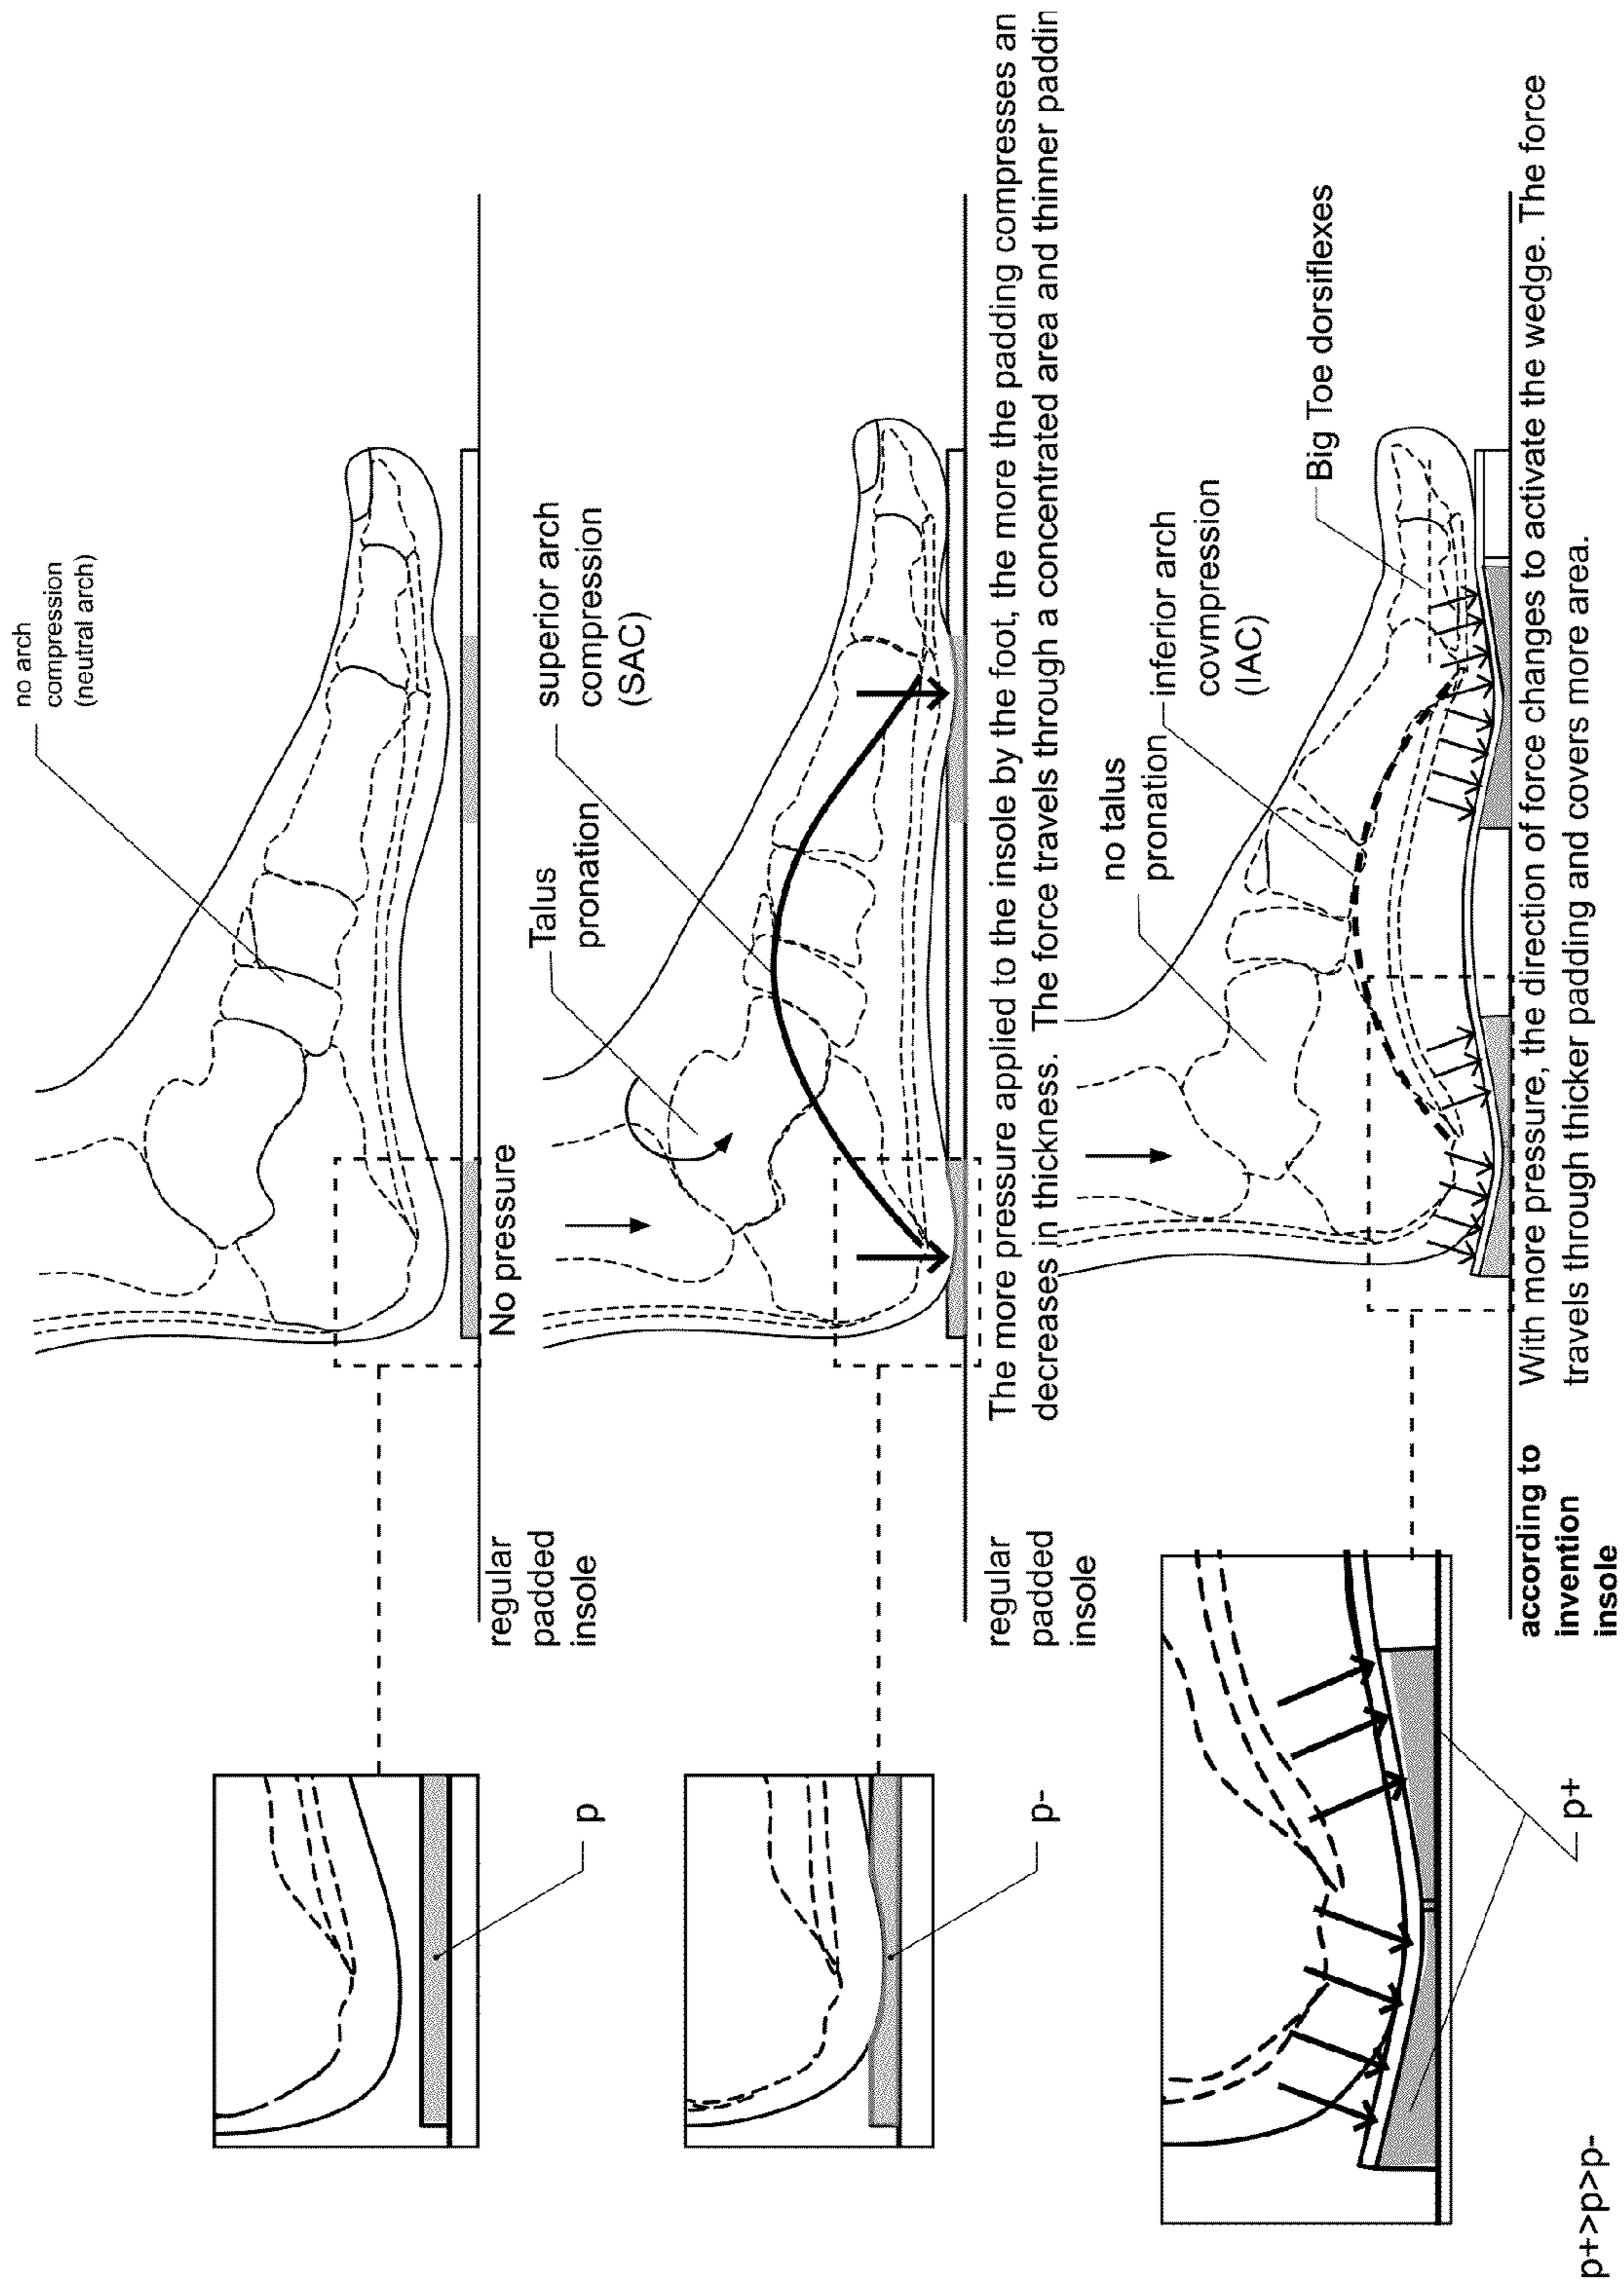 no arch
compression
(neutral arch)
No pressure
regular
padded
insole
p
superior arch
compression
(SAC)
Talus
pronation
The more pressure applied to the insole by the foot, the more the padding compresses an
decreases in thickness. The force travels through a concentrated area and thinner paddin
regular
padded
insole
p-
Big Toe dorsiflexes
inferior arch
covmpression
(IAC)
no talus
pronation
With more pressure, the direction of force changes to activate the wedge. The force
travels through thicker padding and covers more area.
according to
invention
insole
p+
p+>p>p-